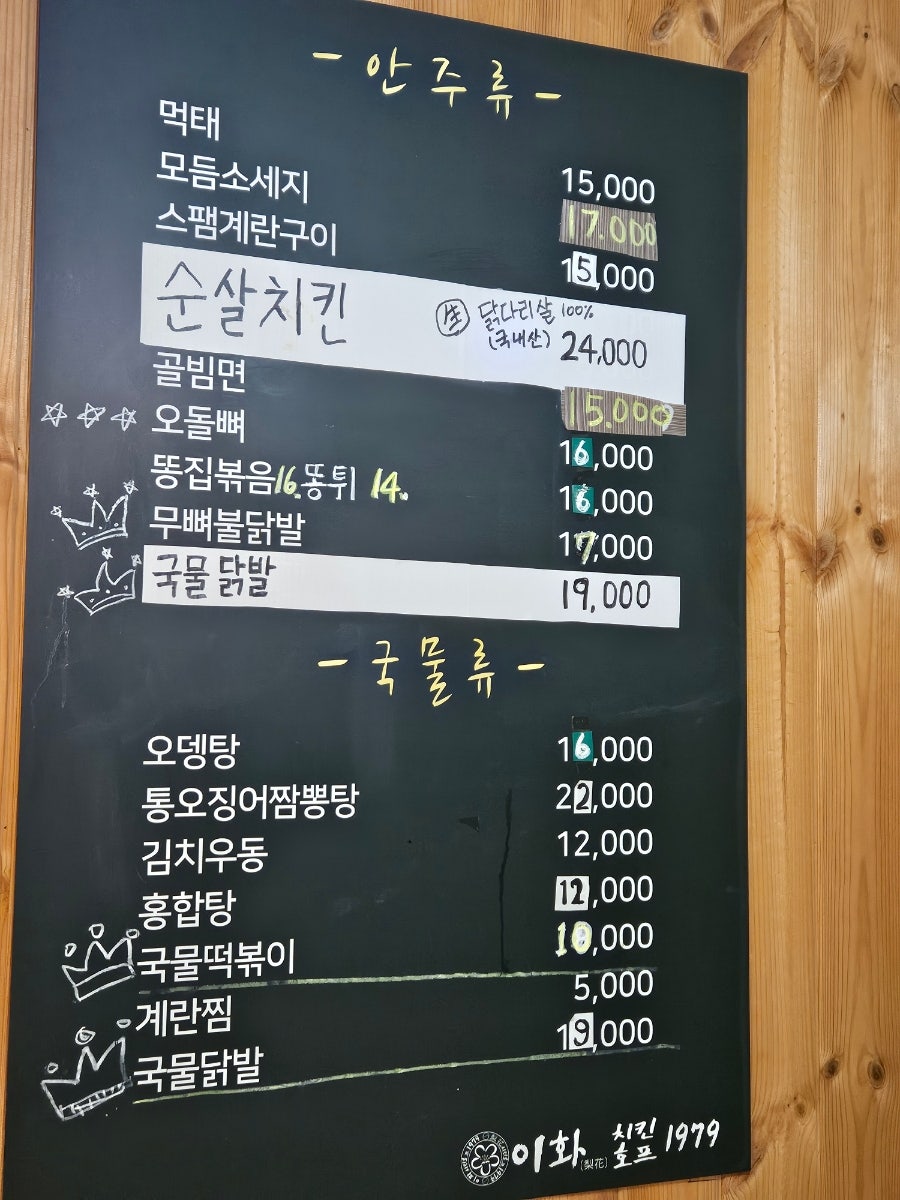 - 안주류 -
먹태 15,000
모듬소세지 17.000
스팸계란구이 15,000
순살치킨 生 닭다리살 100% (국내산) 24,000
골빔면 15.000
오돌뼈 16,000
똥집볶음16. 똥튀 14. 16,000
무뼈불닭발 17,000
국물닭발 19,000
- 국물류 -
오뎅탕 16,000
통오징어짬뽕탕 22,000
김치우동 12,000
홍합탕 12,000
국물떡볶이 10,000
계란찜 5,000
국물닭발 19,000
이화(梨花) 치킨호프 1979